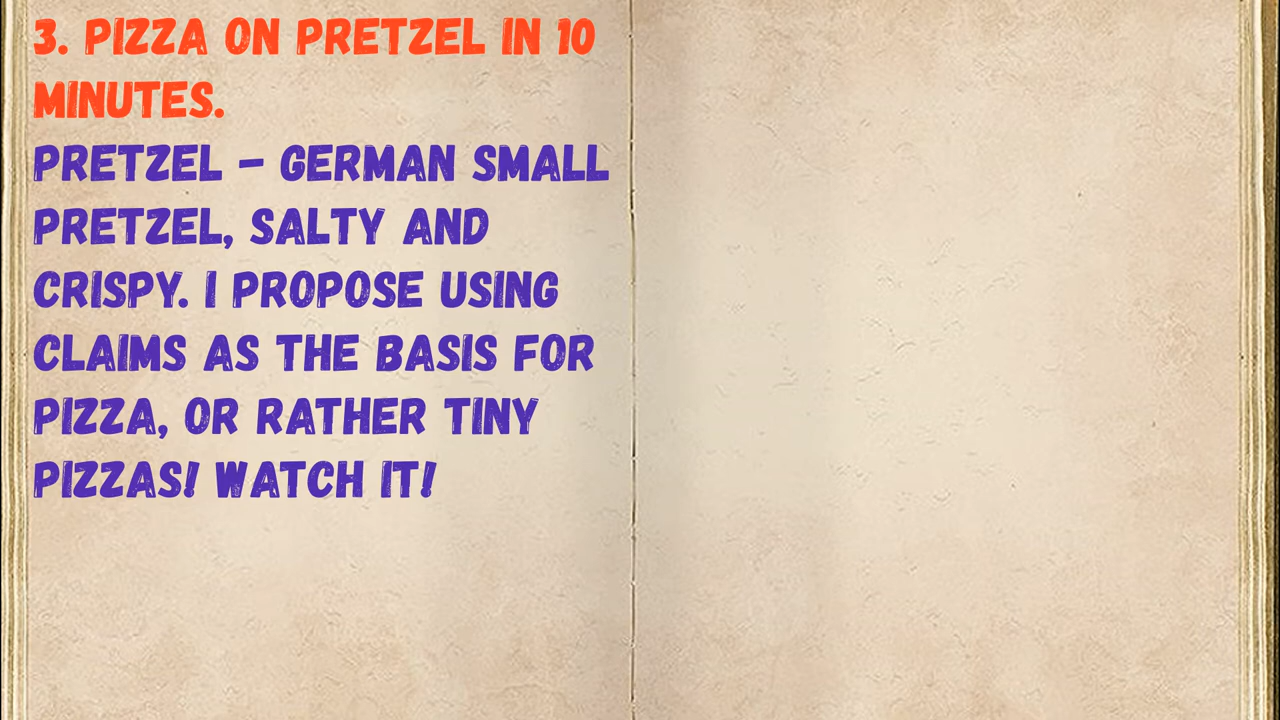 3. PIZZA ON PRETZEL IN 10
MINUTES.
PRETZEL – GERMAN SMALL
PRETZEL, SALTY AND
CRISPY. I PROPOSE USING
CLAIMS AS THE BASIS FOR
PIZZA, OR RATHER TINY
PIZZAS! WATCH IT!